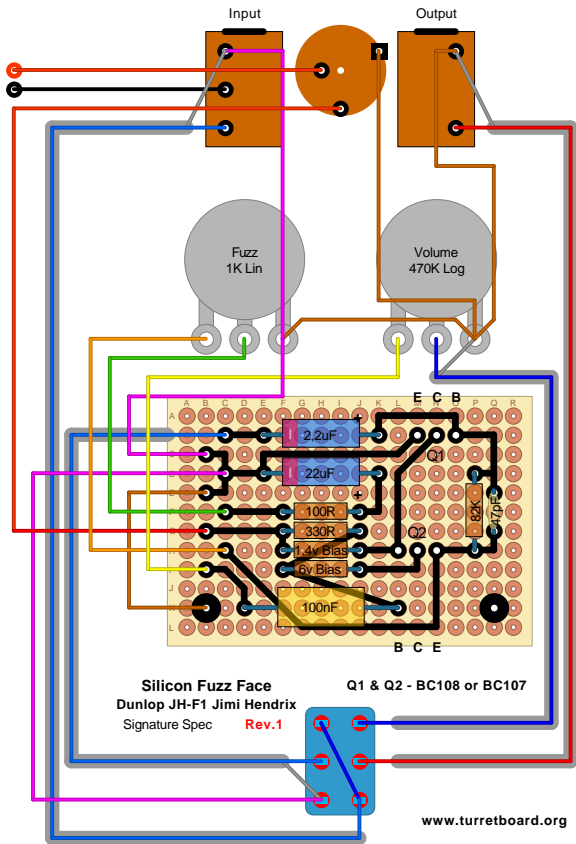 Input
Output
Fuzz
1K Lin
Volume
470K Log
A B C D E F G H I J K L M N O P Q R
E C B
A
2,2uF
Q1
22uF
100R
82K
47pF
330R
Q2
1.4v Bias
6v Bias
J
100nF
L
B C E
Silicon Fuzz Face
Q1 & Q2 - BC108 or BC107
Dunlop JH-F1 Jimi Hendrix
Signature Spec Rev.1
www.turretboard.org